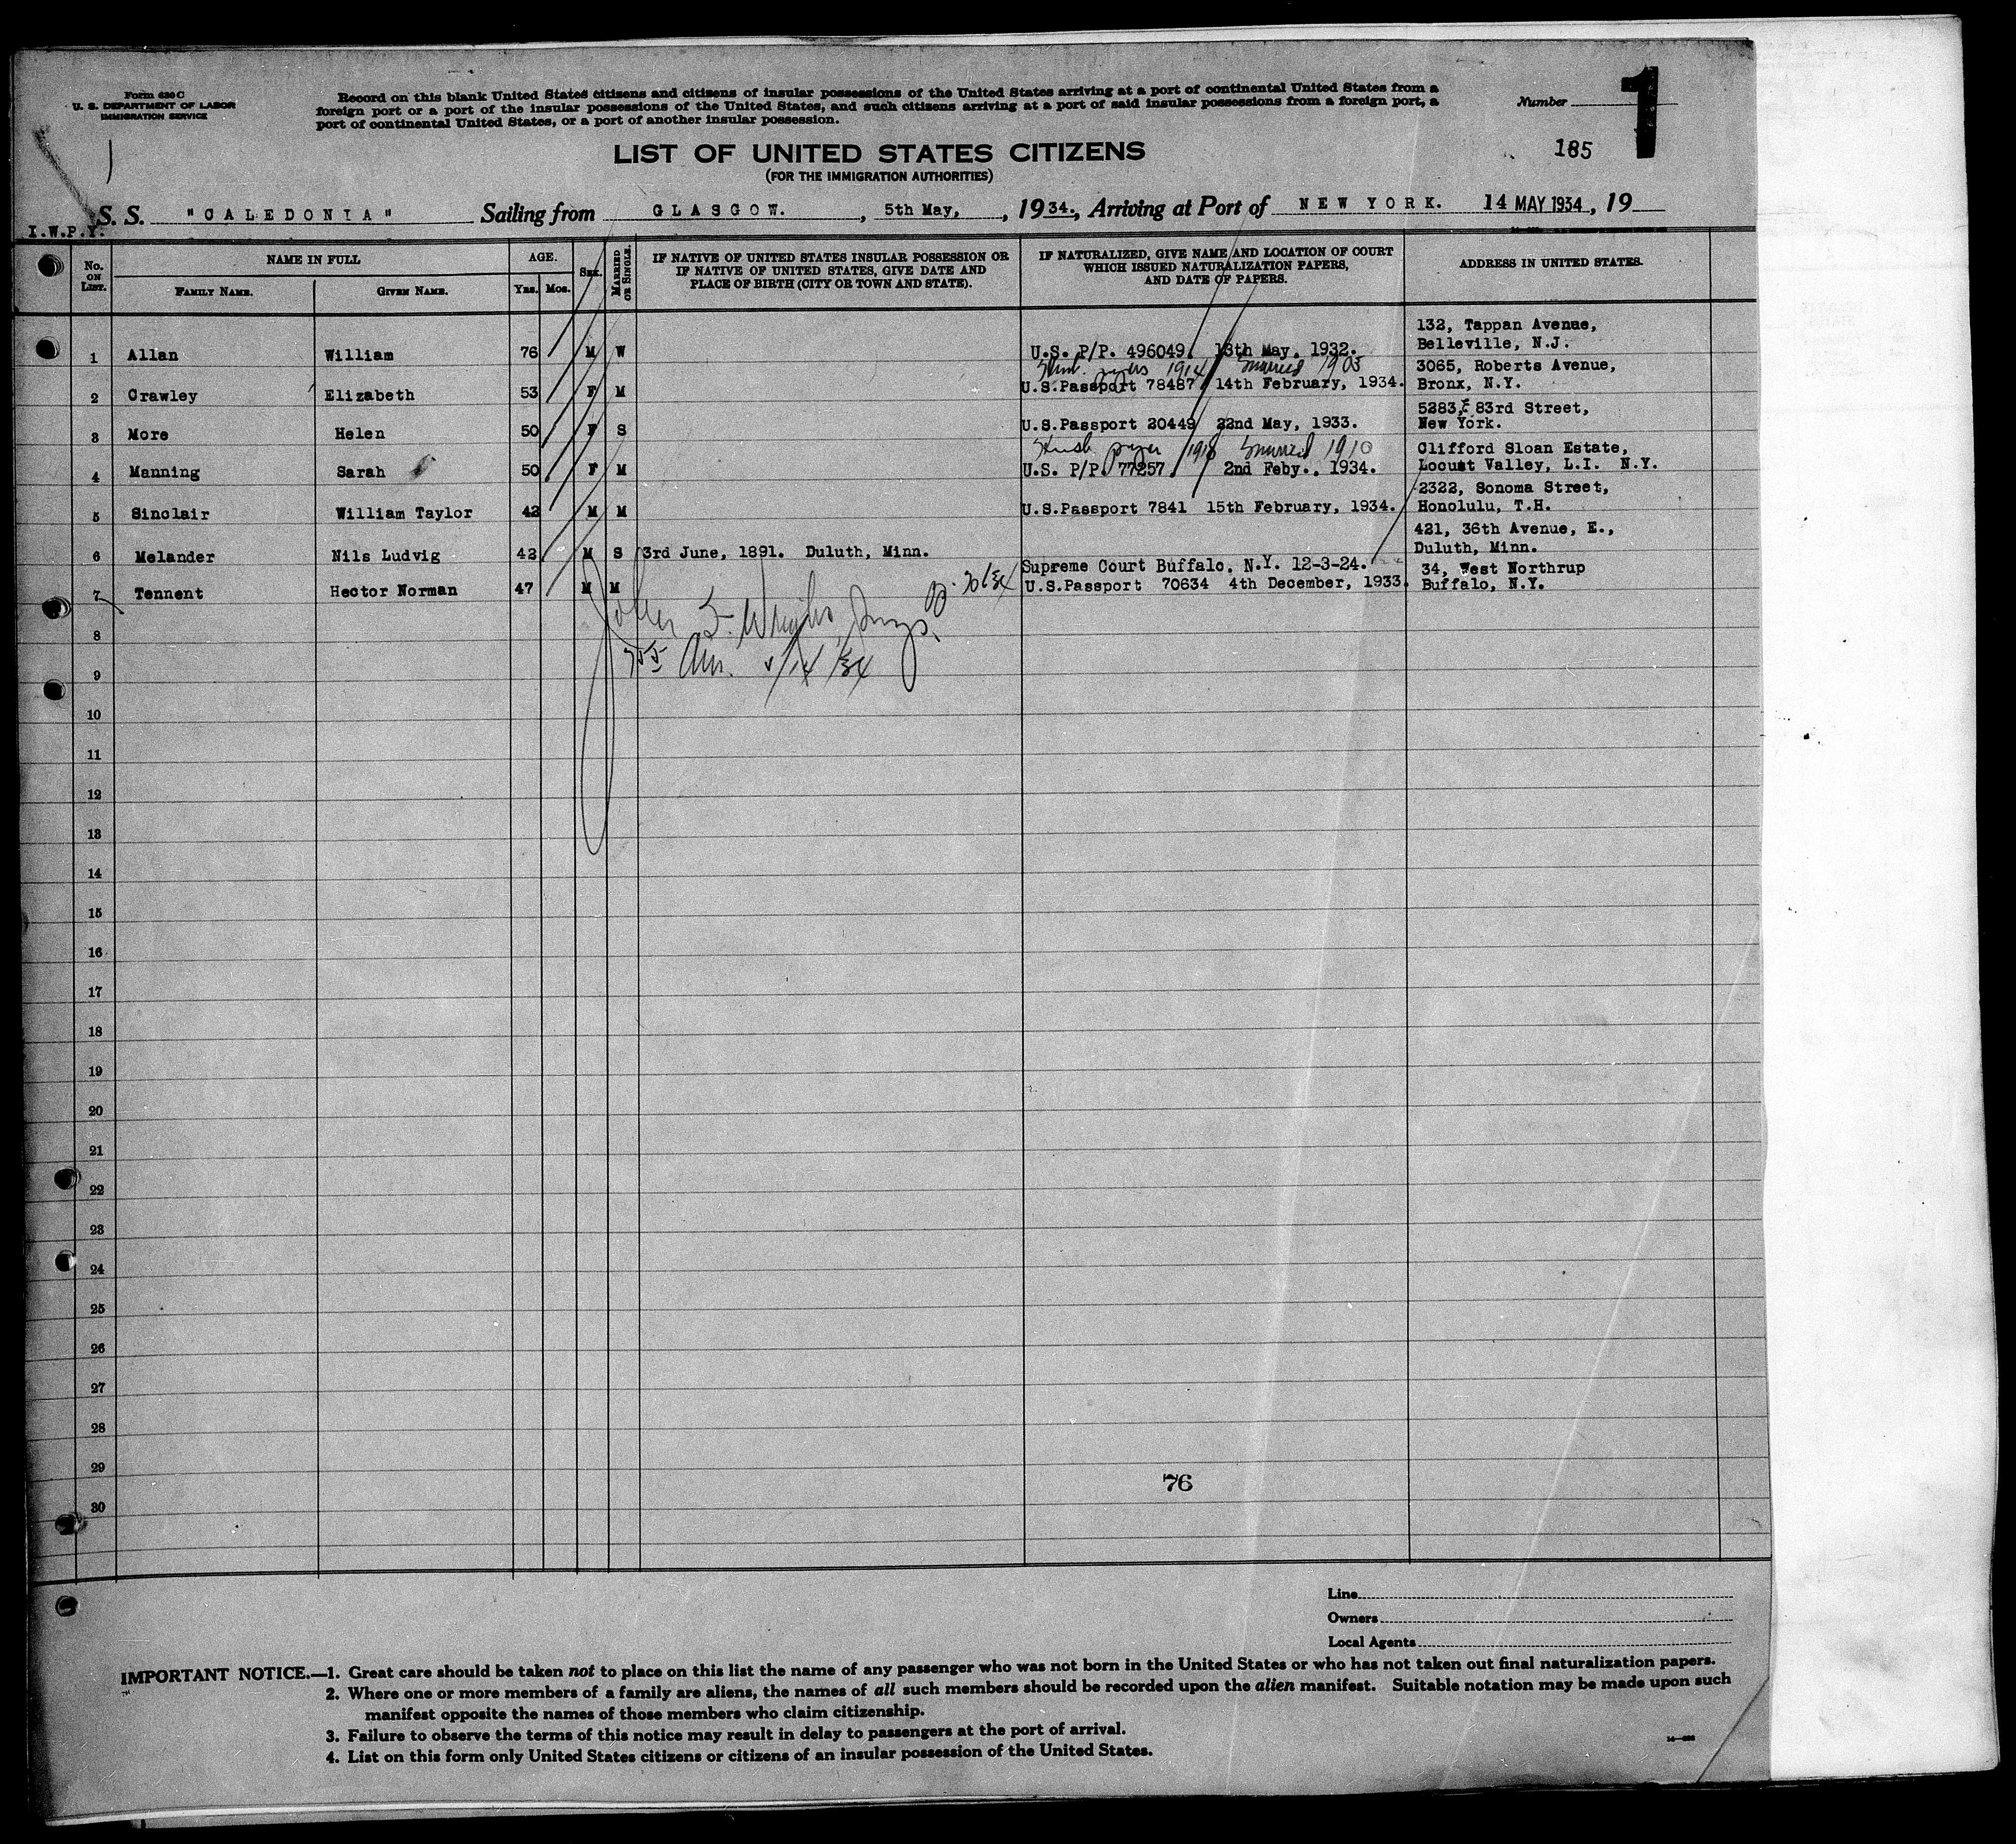 Form 630 C
U. S. DEPARTMENT OF LABOR
IMMIGRATION SERVICE
Record on this blank United States citizens and citizens of insular possessions of the United States arriving at a port of continental United States from a
foreign port or a port of the insular possessions of the United States, and such citizens arriving at a port of said insular possessions from a foreign port, a
port of continental United States, or a port of another insular possession.
Number 1
185
LIST OF UNITED STATES CITIZENS
(FOR THE IMMIGRATION AUTHORITIES)
S. S. "CALEDONIA" Sailing from GLASGOW. , 5th May, , 1934., Arriving at Port of NEW YORK. 14 MAY 1934, 19
I.W.P.Y.
No. ON LIST.
NAME IN FULL
FAMILY NAME.
GIVEN NAME.
AGE.
YRS. MOS.
SEX.
MARRIED OR SINGLE.
IF NATIVE OF UNITED STATES INSULAR POSSESSION OR
IF NATIVE OF UNITED STATES, GIVE DATE AND
PLACE OF BIRTH (CITY OR TOWN AND STATE).
IF NATURALIZED, GIVE NAME AND LOCATION OF COURT
WHICH ISSUED NATURALIZATION PAPERS,
AND DATE OF PAPERS.
ADDRESS IN UNITED STATES.
132, Tappan Avenue,
1 Allan William 76 M W U.S. P/P. 496049. 13th May, 1932. Belleville, N.J.
1914 married 1905 3065, Roberts Avenue,
2 Crawley Elizabeth 53 F M U.S.Passport 78487 14th February, 1934. Bronx, N.Y.
5283, E 83rd Street,
3 More Helen 50 F S U.S.Passport 20449 22nd May, 1933. New York.
Husb. 1918 married 1910 Clifford Sloan Estate,
4 Manning Sarah 50 F M U.S. P/P. 77257. 2nd Feby., 1934. Locust Valley, L.I. N.Y.
2322, Sonoma Street,
5 Sinclair William Taylor 42 M M U.S.Passport 7841 15th February, 1934. Honolulu, T.H.
421, 36th Avenue, E.,
6 Melander Nils Ludvig 42 M S 3rd June, 1891. Duluth, Minn. Duluth, Minn.
Supreme Court Buffalo, N.Y. 12-3-24. 34, West Northrup
7 Tennent Hector Norman 47 M M U.S.Passport 70634 4th December, 1933. Buffalo, N.Y.
8
9
10
11
12
13
14
15
16
17
18
19
20
21
22
23
24
25
26
27
28
29
76
30
Line
Owners
Local Agents
IMPORTANT NOTICE.—1. Great care should be taken not to place on this list the name of any passenger who was not born in the United States or who has not taken out final naturalization papers.
2. Where one or more members of a family are aliens, the names of all such members should be recorded upon the alien manifest. Suitable notation may be made upon such
manifest opposite the names of those members who claim citizenship.
3. Failure to observe the terms of this notice may result in delay to passengers at the port of arrival.
4. List on this form only United States citizens or citizens of an insular possession of the United States.